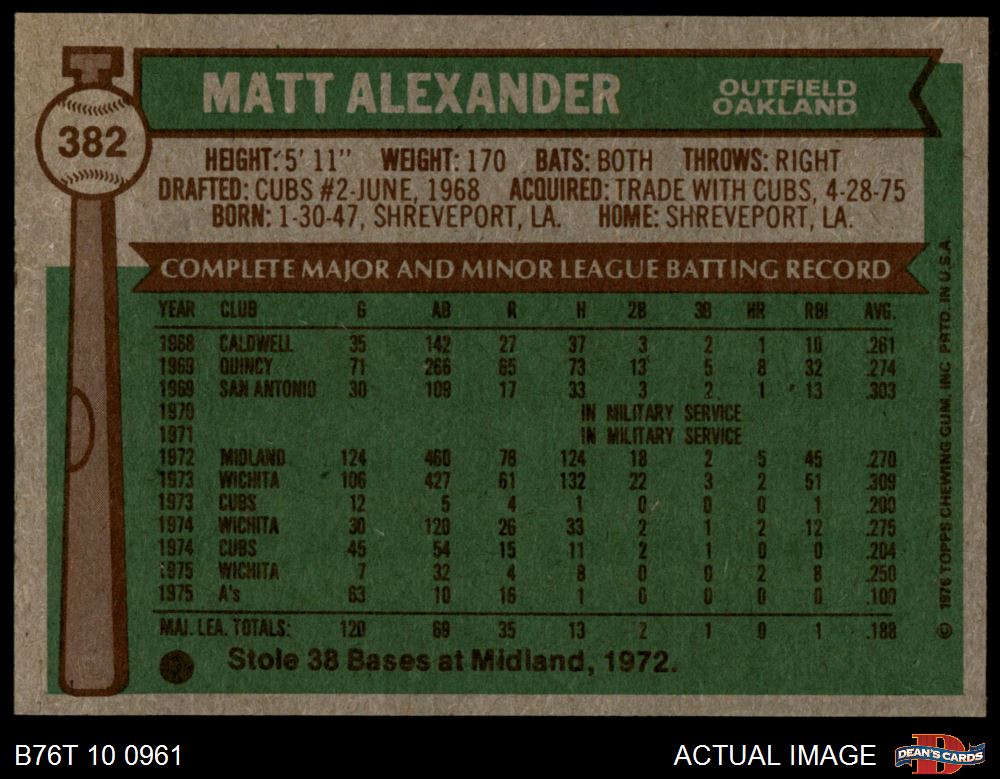 MATT ALEXANDER
OUTFIELD
OAKLAND
382
HEIGHT: 5' 11" WEIGHT: 170 BATS: BOTH THROWS: RIGHT
DRAFTED: CUBS #2-JUNE, 1968 ACQUIRED: TRADE WITH CUBS, 4-28-75
BORN: 1-30-47, SHREVEPORT, LA. HOME: SHREVEPORT, LA.
COMPLETE MAJOR AND MINOR LEAGUE BATTING RECORD
YEAR CLUB G AB R H 2B 3B HR RBI AVG.
1968 CALDWELL 35 142 27 37 3 2 1 10 .261
1969 QUINCY 71 266 65 73 13 5 8 32 .274
1969 SAN ANTONIO 30 109 17 33 3 2 1 13 .303
1970 IN MILITARY SERVICE
1971 IN MILITARY SERVICE
1972 MIDLAND 124 460 78 124 18 2 5 45 .270
1973 WICHITA 106 427 61 132 22 3 2 51 .309
1973 CUBS 12 5 4 1 0 0 0 1 .200
1974 WICHITA 30 120 26 33 2 1 2 12 .275
1974 CUBS 45 54 15 11 2 1 0 0 .204
1975 WICHITA 7 32 4 8 0 0 2 8 .250
1975 A's 63 10 16 1 0 0 0 0 .100
MAJ. LEA. TOTALS: 120 69 35 13 2 1 0 1 .188
Stole 38 Bases at Midland, 1972.
© 1976 TOPPS CHEWING GUM, INC PRTD. IN U.S.A.
B76T 10 0961
ACTUAL IMAGE
D
DEAN'S CARDS